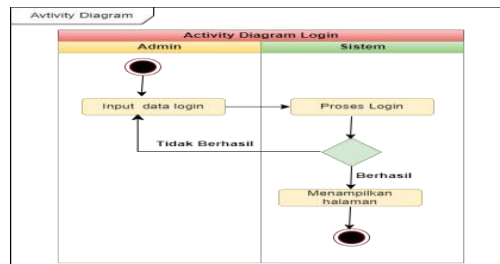 Avtivity Diagram
Activity Diagram Login
Admin
Sistem
Input data login
Proses Login
Tidak Berhasil
Berhasil
Menampilkan
halaman